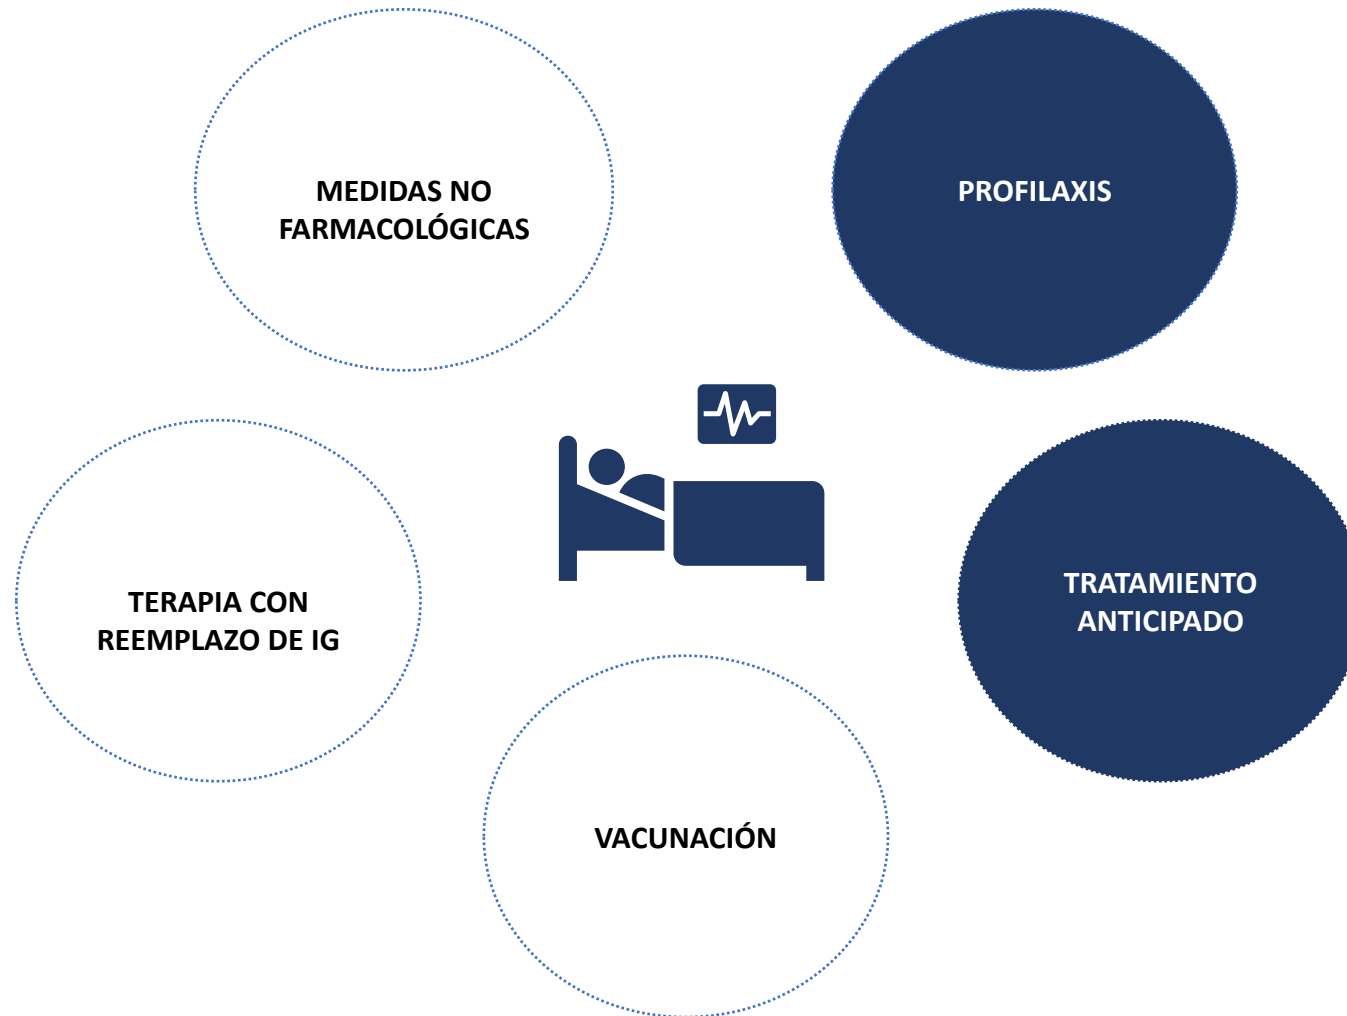 MEDIDAS NO
FARMACOLÓGICAS
PROFILAXIS
TERAPIA CON
REEMPLAZO DE IG
TRATAMIENTO
ANTICIPADO
VACUNACIÓN